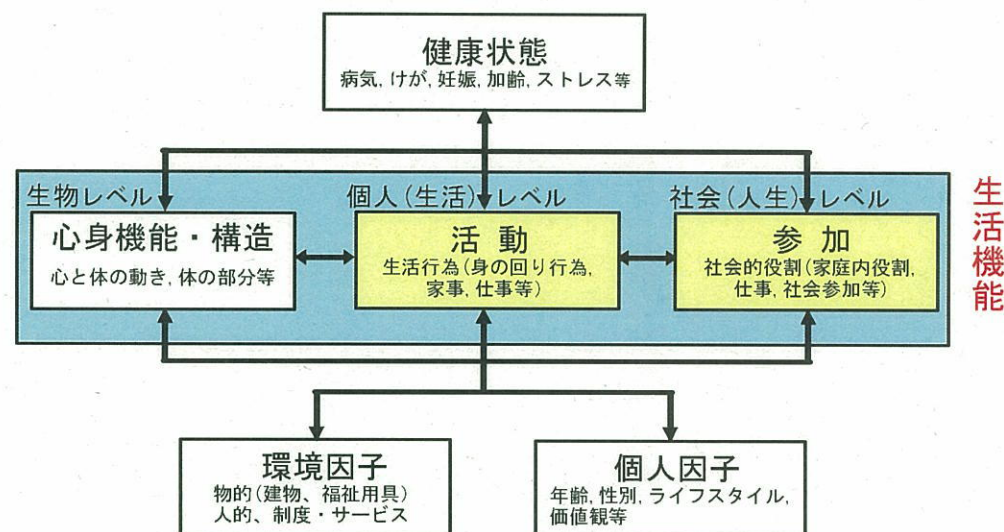 健康状態
病気, けが, 妊娠, 加齢, ストレス等
生物レベル
心身機能・構造
心と体の動き, 体の部分等
個人(生活)レベル
活 動
生活行為(身の回り行為,
家事, 仕事等)
社会(人生)レベル
参 加
社会的役割(家庭内役割,
仕事, 社会参加等)
生活機能
環境因子
物的(建物、福祉用具)
人的、制度・サービス
個人因子
年齢, 性別, ライフスタイル,
価値観等